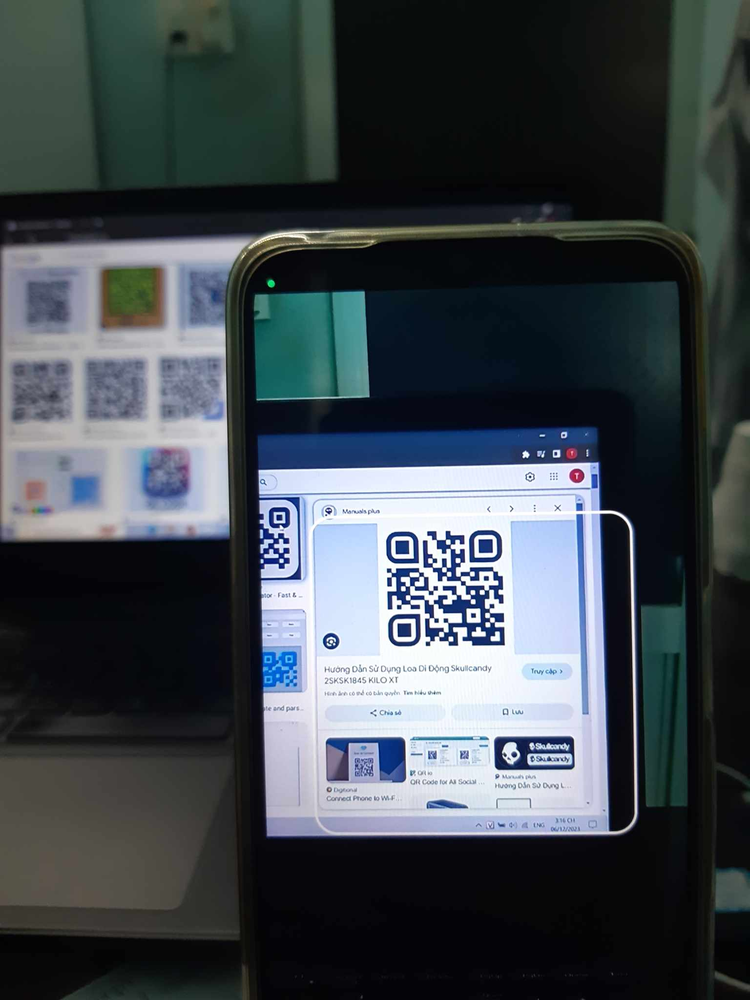 T
T
Manuals.plus
ator - Fast & ...
Hướng Dẫn Sử Dụng Loa Di Động Skullcandy
2SKSK1845 KILO XT
Truy cập
Hình ảnh có thể có bản quyền. Tìm hiểu thêm
Chia sẻ
Lưu
ate and pars...
Skullcandy
Skullcandy
Digitional
Connect Phone to Wi-F...
QR io
QR Code for All Social ...
Manuals plus
Hướng Dẫn Sử Dụng L...
V
ENG
3:16 CH
06/12/2023